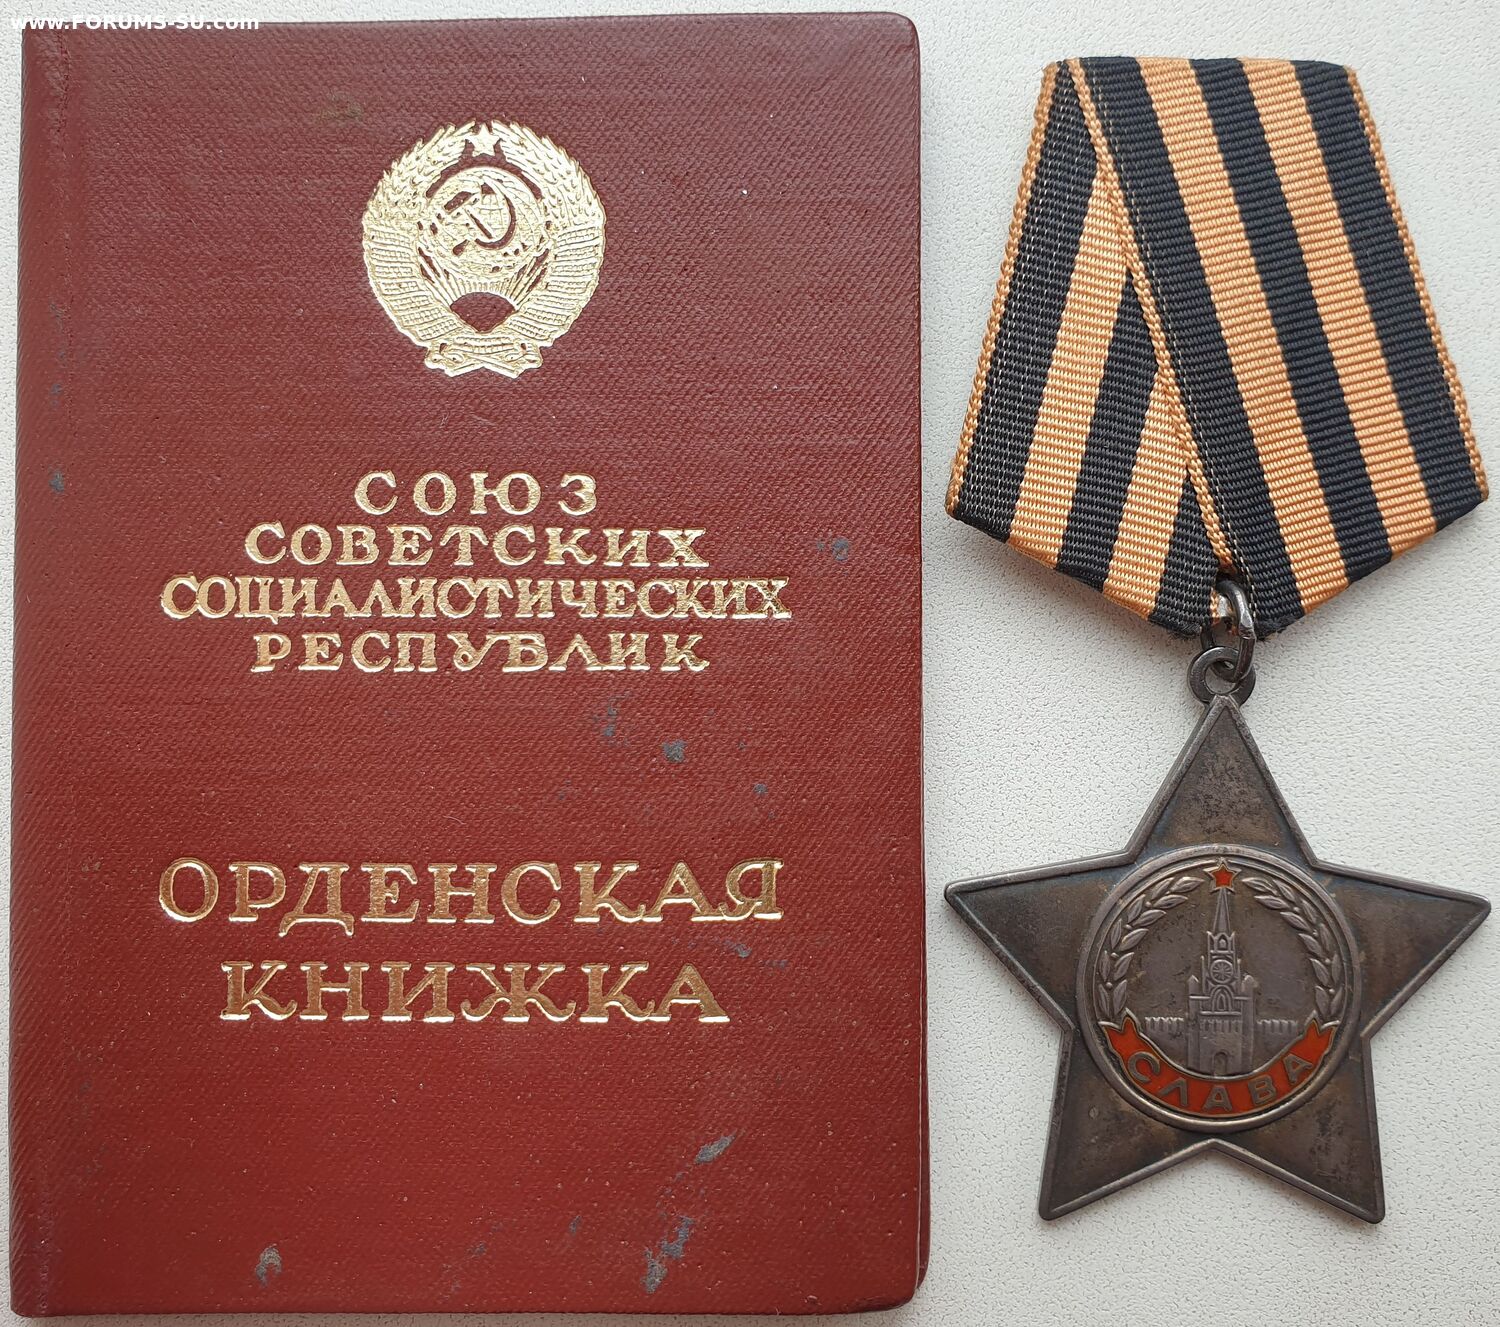 www.FORUMS-SU.com
СОЮЗ
СОВЕТСКИХ
СОЦИАЛИСТИЧЕСКИХ
РЕСПУБЛИК
ОРДЕНСКАЯ
КНИЖКА
СЛАВА